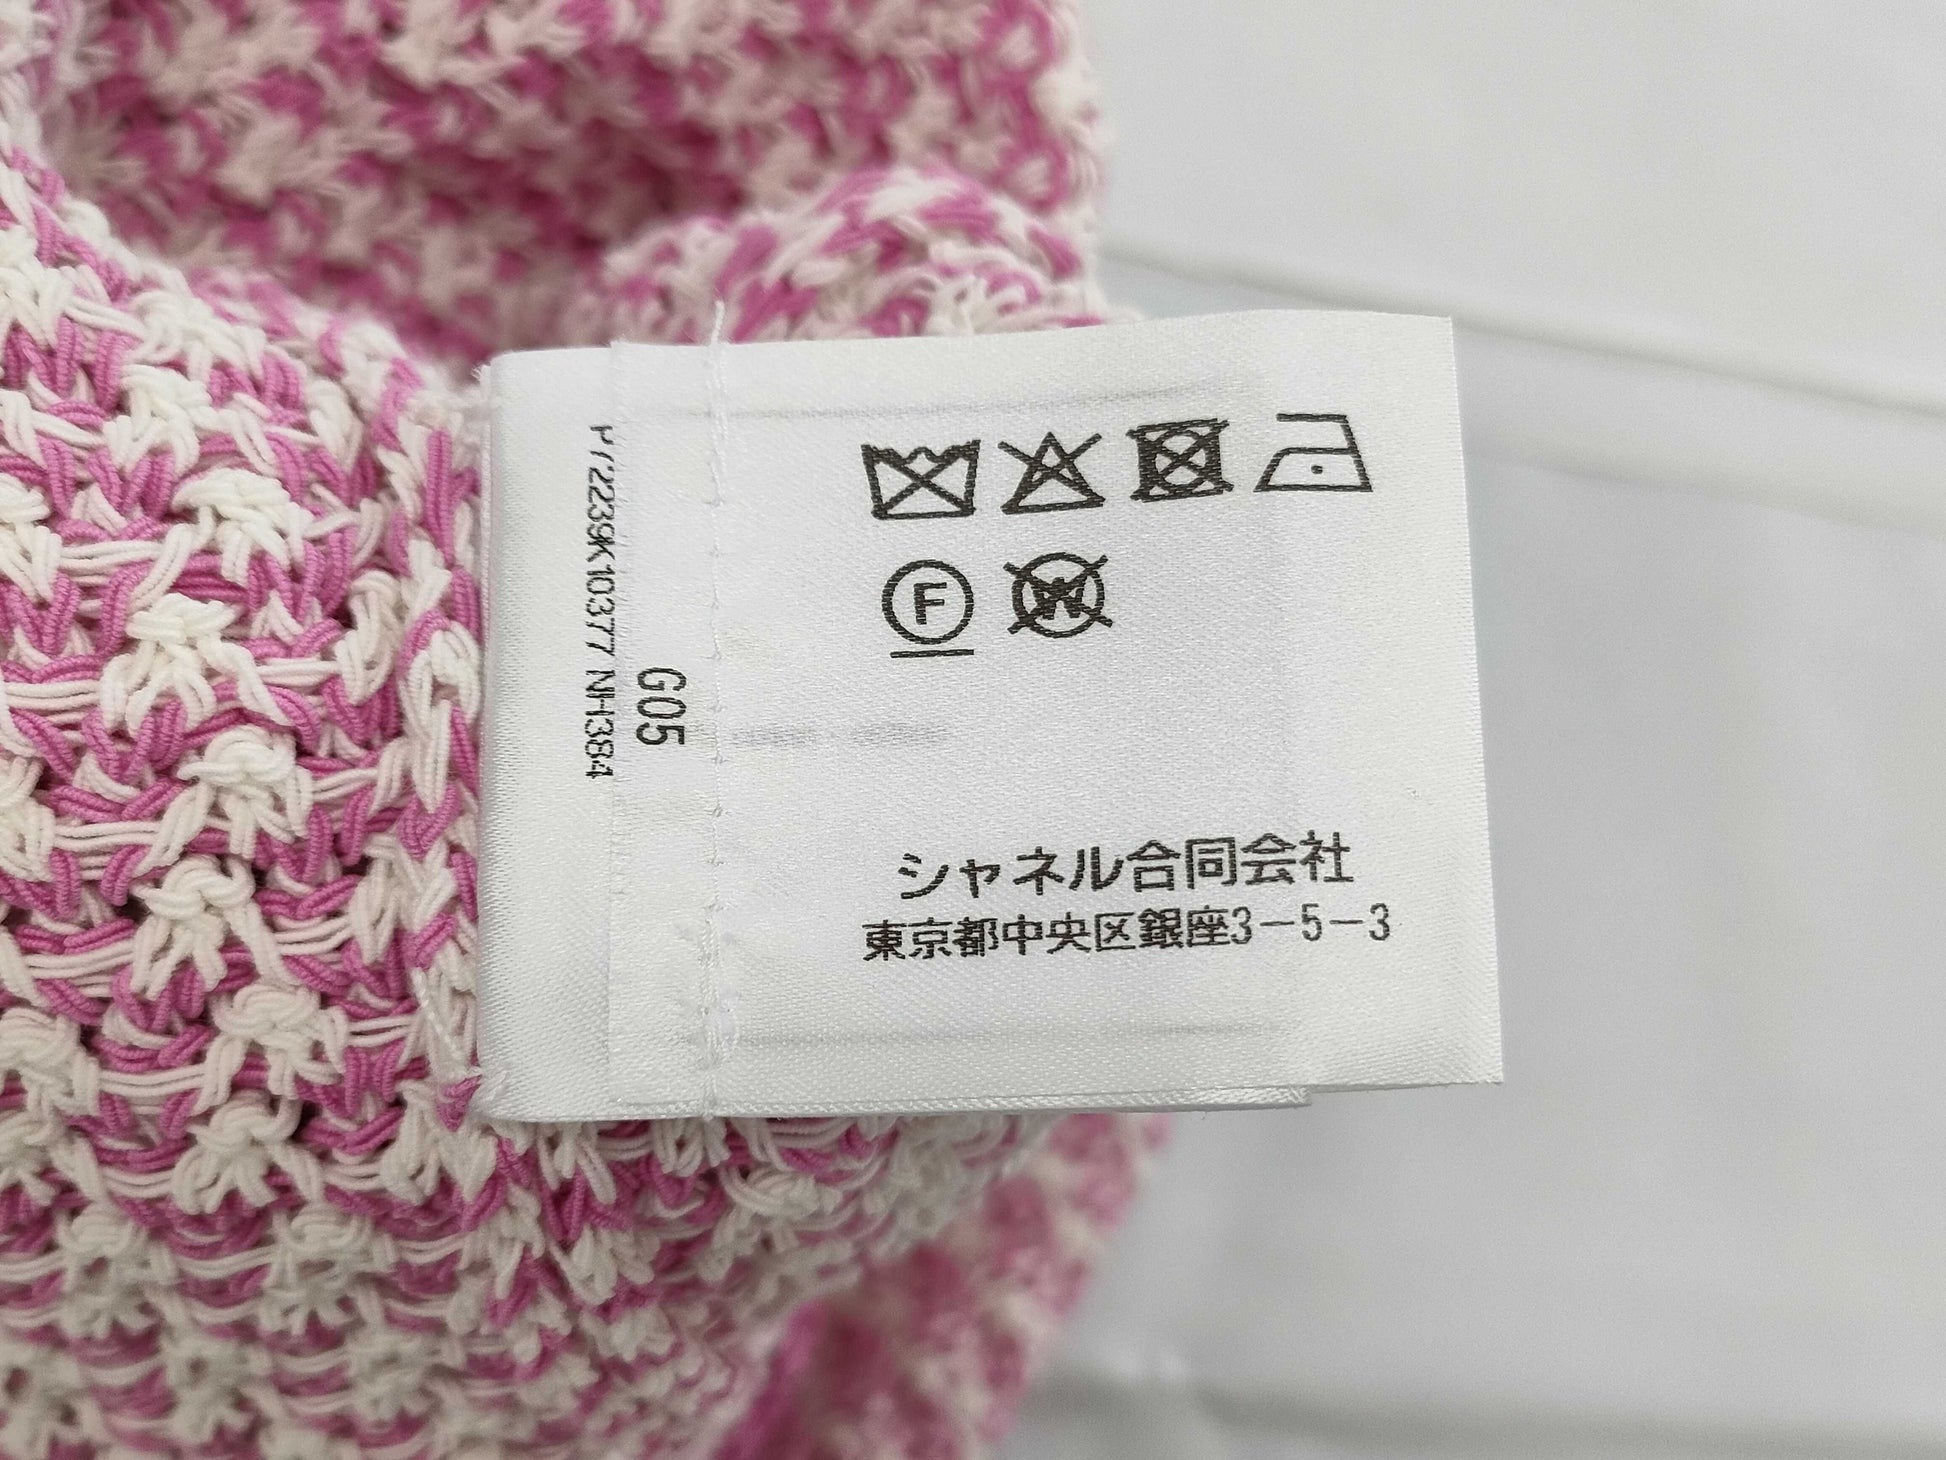 F
W
G05
P72239K10377 NH384
シャネル合同会社
東京都中央区銀座3-5-3